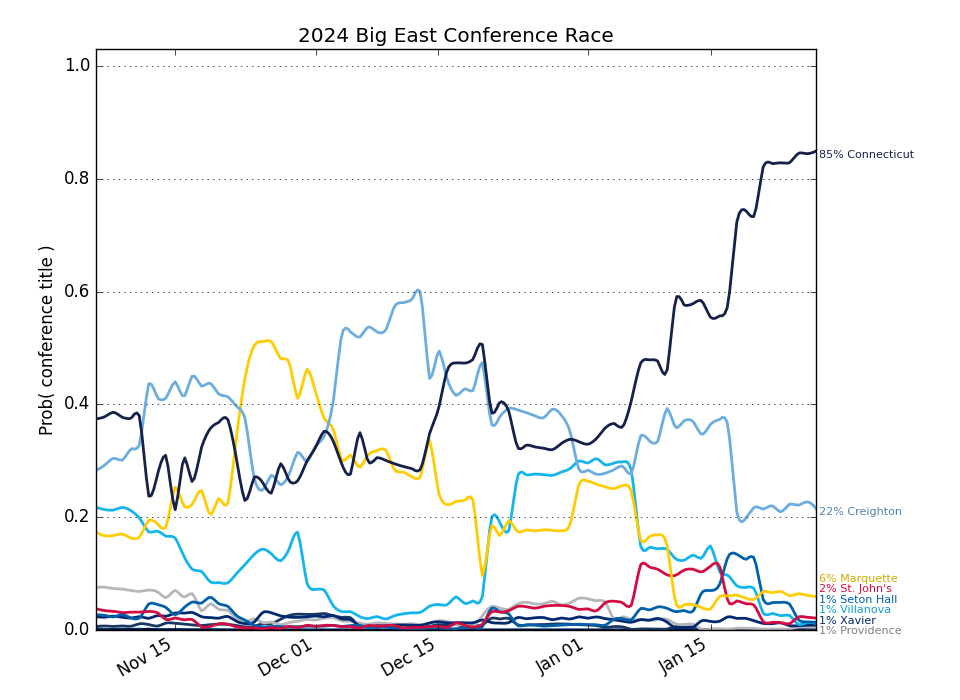 2024 Big East Conference Race
Prob( conference title )
1.0
0.8
0.6
0.4
0.2
0.0
Nov 15
Dec 01
Dec 15
Jan 01
Jan 15
85% Connecticut
22% Creighton
6% Marquette
2% St. John's
1% Seton Hall
1% Villanova
1% Xavier
1% Providence